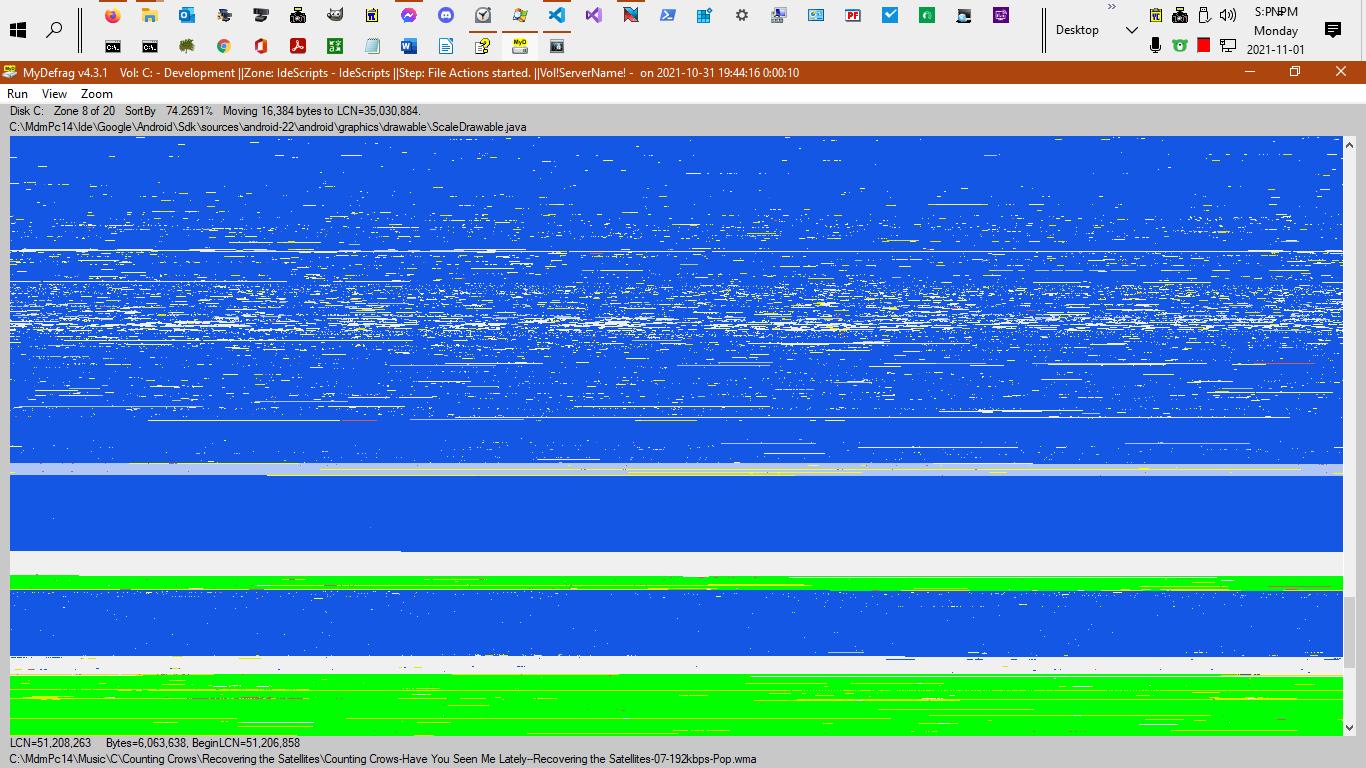 S:PN›PM
Desktop
Monday
2021-11-01
MyDefrag v4.3.1 Vol: C: - Development ||Zone: IdeScripts - IdeScripts ||Step: File Actions started. ||Vol!ServerName! - on 2021-10-31 19:44:16 0:00:10
Run View Zoom
Disk C: Zone 8 of 20 SortBy 74.2691% Moving 16,384 bytes to LCN=35,030,884.
C:\MdmPc14\Ide\Google\Android\Sdk\sources\android-22\android\graphics\drawable\ScaleDrawable.java
LCN=51,208,263 Bytes=6,063,638, BeginLCN=51,206,858
C:\MdmPc14\Music\C\Counting Crows\Recovering the Satellites\Counting Crows-Have You Seen Me Lately--Recovering the Satellites-07-192kbps-Pop.wma